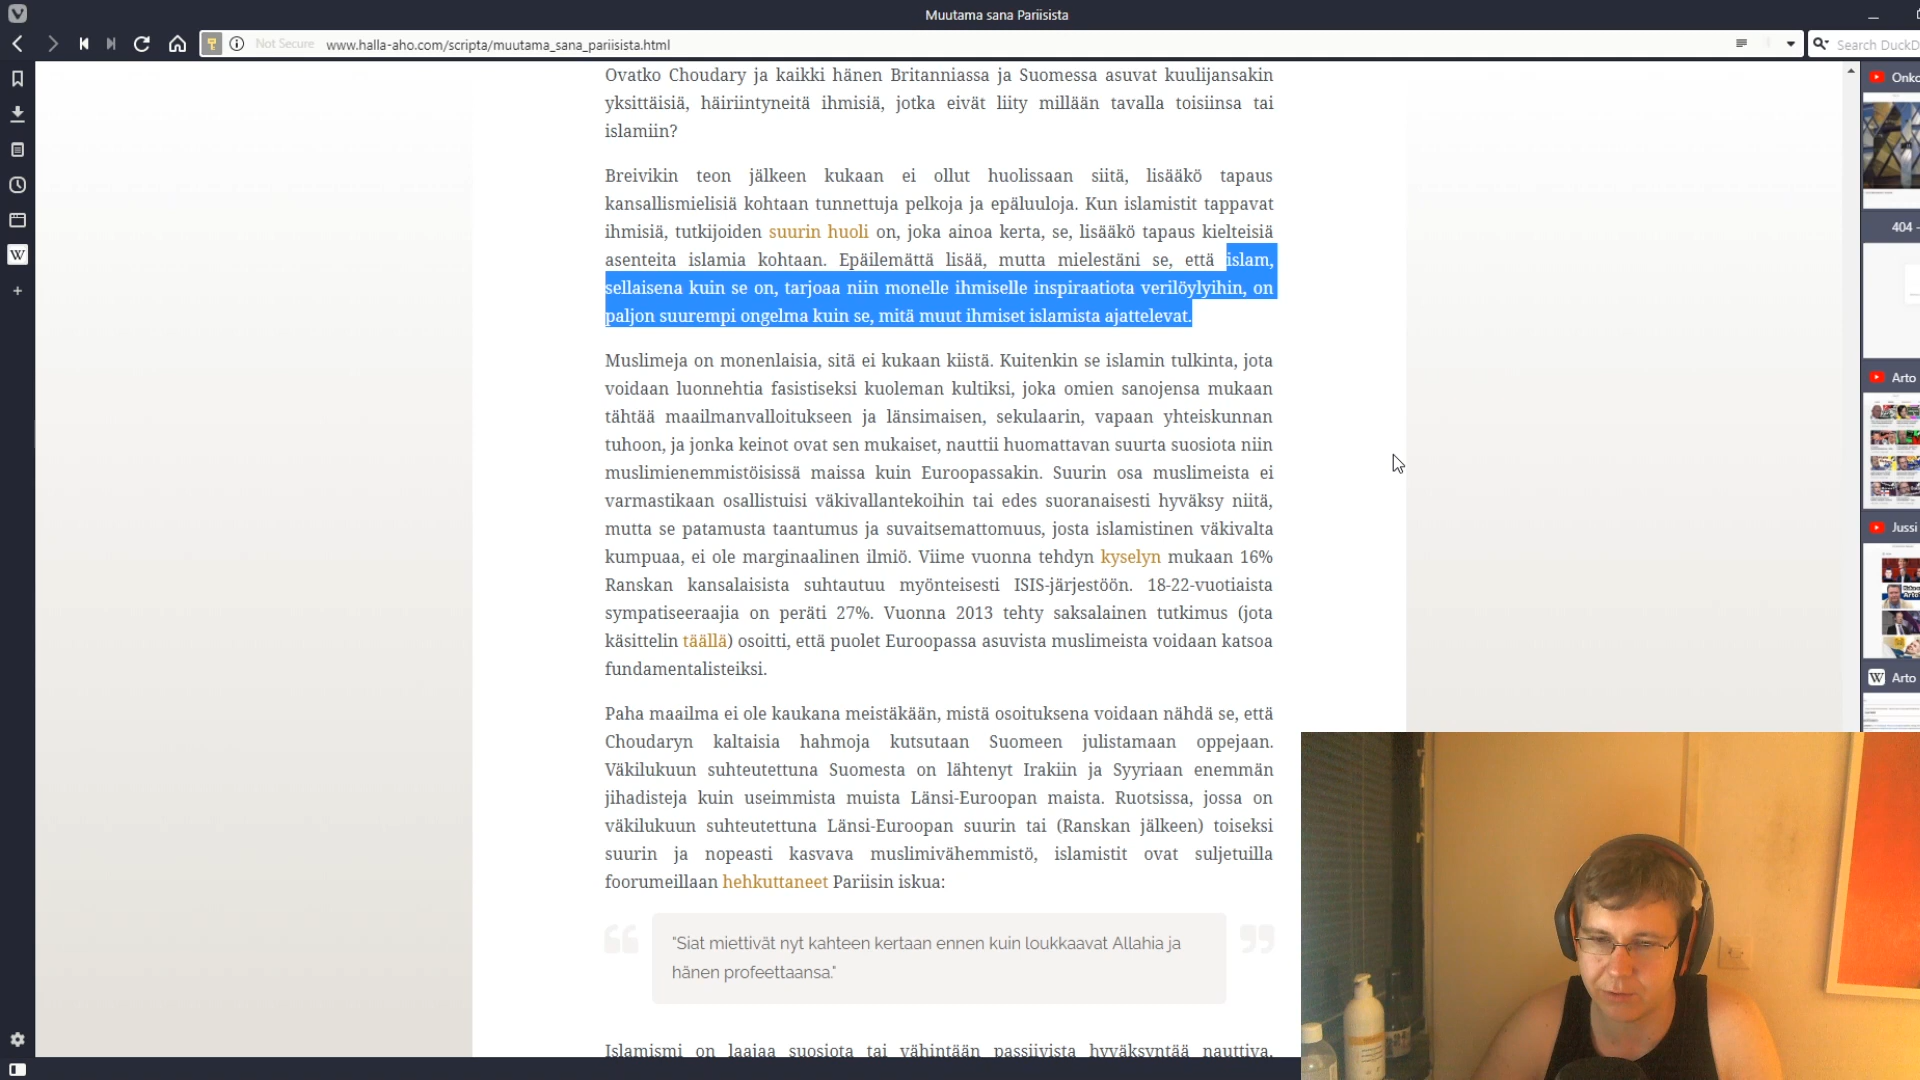 Muutama sana Pariisista
Not Secure
www.halla-aho.com/scripta/muutama_sana_pariisista.html
Search DuckD
Ovatko Choudary ja kaikki hänen Britanniassa ja Suomessa asuvat kuulijansakin
yksittäisiä, häiriintyneitä ihmisiä, jotka eivät liity millään tavalla toisiinsa tai
islamiin?
Breivikin teon jälkeen kukaan ei ollut huolissaan siitä, lisääkö tapaus
kansallismielisiä kohtaan tunnettuja pelkoja ja epäluuloja. Kun islamistit tappavat
ihmisiä, tutkijoiden suurin huoli on, joka ainoa kerta, se, lisääkö tapaus kielteisiä
asenteita islamia kohtaan. Epäilemättä lisää, mutta mielestäni se, että islam,
sellaisena kuin se on, tarjoaa niin monelle ihmiselle inspiraatiota verilöylyihin, on
paljon suurempi ongelma kuin se, mitä muut ihmiset islamista ajattelevat.
Muslimeja on monenlaisia, sitä ei kukaan kiistä. Kuitenkin se islamin tulkinta, jota
voidaan luonnehtia fasistiseksi kuoleman kultiksi, joka omien sanojensa mukaan
tähtää maailmanvalloitukseen ja länsimaisen, sekulaarin, vapaan yhteiskunnan
tuhoon, ja jonka keinot ovat sen mukaiset, nauttii huomattavan suurta suosiota niin
muslimienemmistöisissä maissa kuin Euroopassakin. Suurin osa muslimeista ei
varmastikaan osallistuisi väkivallantekoihin tai edes suoranaisesti hyväksy niitä,
mutta se patamusta taantumus ja suvaitsemattomuus, josta islamistinen väkivalta
kumpuaa, ei ole marginaalinen ilmiö. Viime vuonna tehdyn kyselyn mukaan 16%
Ranskan kansalaisista suhtautuu myönteisesti ISIS-järjestöön. 18-22-vuotiaista
sympatiseeraajia on peräti 27%. Vuonna 2013 tehty saksalainen tutkimus (jota
käsittelin täällä) osoitti, että puolet Euroopassa asuvista muslimeista voidaan katsoa
fundamentalisteiksi.
Paha maailma ei ole kaukana meistäkään, mistä osoituksena voidaan nähdä se, että
Choudaryn kaltaisia hahmoja kutsutaan Suomeen julistamaan oppejaan.
Väkilukuun suhteutettuna Suomesta on lähtenyt Irakiin ja Syyriaan enemmän
jihadisteja kuin useimmista muista Länsi-Euroopan maista. Ruotsissa, jossa on
väkilukuun suhteutettuna Länsi-Euroopan suurin tai (Ranskan jälkeen) toiseksi
suurin ja nopeasti kasvava muslimivähemmistö, islamistit ovat suljetuilla
foorumeillaan hehkuttaneet Pariisin iskua:
"Siat miettivät nyt kahteen kertaan ennen kuin loukkaavat Allahia ja
hänen profeettaansa."
Islamismi on laajaa suosiota tai vähintään passiivista hyväksyntää nauttiva,
Onko
404 -
Arto
Jussi
W Arto